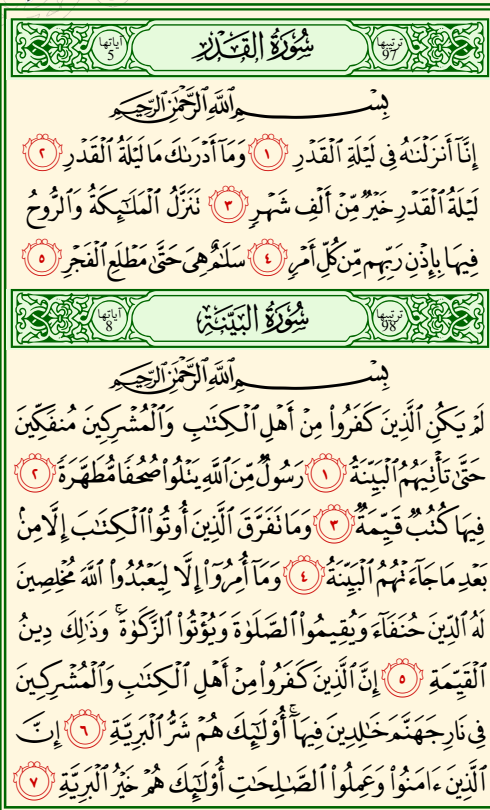 آياتها 5 سُورَةُ القَدۡرِ ترتيبها 97
بِسۡمِ ٱللَّهِ ٱلرَّحۡمَٰنِ ٱلرَّحِيمِ
إِنَّآ أَنزَلۡنَٰهُ فِي لَيۡلَةِ ٱلۡقَدۡرِ ١ وَمَآ أَدۡرَىٰكَ مَا لَيۡلَةُ ٱلۡقَدۡرِ ٢
لَيۡلَةُ ٱلۡقَدۡرِ خَيۡرٞ مِّنۡ أَلۡفِ شَهۡرٖ ٣ تَنَزَّلُ ٱلۡمَلَٰٓئِكَةُ وَٱلرُّوحُ
فِيهَا بِإِذۡنِ رَبِّهِم مِّن كُلِّ أَمۡرٖ ٤ سَلَٰمٌ هِيَ حَتَّىٰ مَطۡلَعِ ٱلۡفَجۡرِ ٥
آياتها 8 سُورَةُ البَيِّنَةِ ترتيبها 98
بِسۡمِ ٱللَّهِ ٱلرَّحۡمَٰنِ ٱلرَّحِيمِ
لَمۡ يَكُنِ ٱلَّذِينَ كَفَرُواْ مِنۡ أَهۡلِ ٱلۡكِتَٰبِ وَٱلۡمُشۡرِكِينَ مُنفَكِّينَ
حَتَّىٰ تَأۡتِيَهُمُ ٱلۡبَيِّنَةُ ١ رَسُولٞ مِّنَ ٱللَّهِ يَتۡلُواْ صُحُفٗا مُّطَهَّرَةٗ ٢
فِيهَا كُتُبٞ قَيِّمَةٞ ٣ وَمَا تَفَرَّقَ ٱلَّذِينَ أُوتُواْ ٱلۡكِتَٰبَ إِلَّا مِنۢ
بَعۡدِ مَا جَآءَتۡهُمُ ٱلۡبَيِّنَةُ ٤ وَمَآ أُمِرُوٓاْ إِلَّا لِيَعۡبُدُواْ ٱللَّهَ مُخۡلِصِينَ
لَهُ ٱلدِّينَ حُنَفَآءَ وَيُقِيمُواْ ٱلصَّلَوٰةَ وَيُؤۡتُواْ ٱلزَّكَوٰةَۚ وَذَٰلِكَ دِينُ
ٱلۡقَيِّمَةِ ٥ إِنَّ ٱلَّذِينَ كَفَرُواْ مِنۡ أَهۡلِ ٱلۡكِتَٰبِ وَٱلۡمُشۡرِكِينَ
فِي نَارِ جَهَنَّمَ خَٰلِدِينَ فِيهَآۚ أُوْلَٰٓئِكَ هُمۡ شَرُّ ٱلۡبَرِيَّةِ ٦ إِنَّ
ٱلَّذِينَ ءَامَنُواْ وَعَمِلُواْ ٱلصَّٰلِحَٰتِ أُوْلَٰٓئِكَ هُمۡ خَيۡرُ ٱلۡبَرِيَّةِ ٧